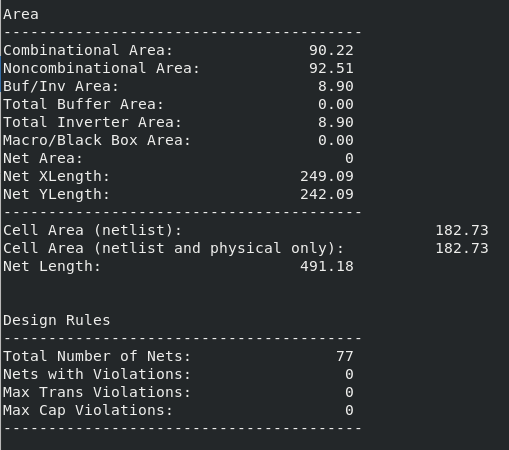 Area
----------------------------------------
Combinational Area:               90.22
Noncombinational Area:            92.51
Buf/Inv Area:                      8.90
Total Buffer Area:                 0.00
Total Inverter Area:               8.90
Macro/Black Box Area:              0.00
Net Area:                             0
Net XLength:                     249.09
Net YLength:                     242.09
----------------------------------------
Cell Area (netlist):                            182.73
Cell Area (netlist and physical only):          182.73
Net Length:                      491.18
Design Rules
----------------------------------------
Total Number of Nets:                77
Nets with Violations:                 0
Max Trans Violations:                 0
Max Cap Violations:                   0
----------------------------------------